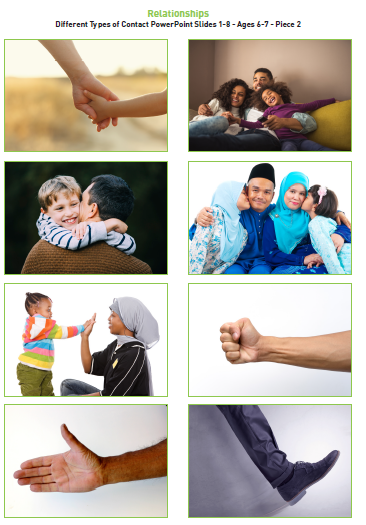 Relationships
Different Types of Contact PowerPoint Slides 1-8 - Ages 6-7 - Piece 2